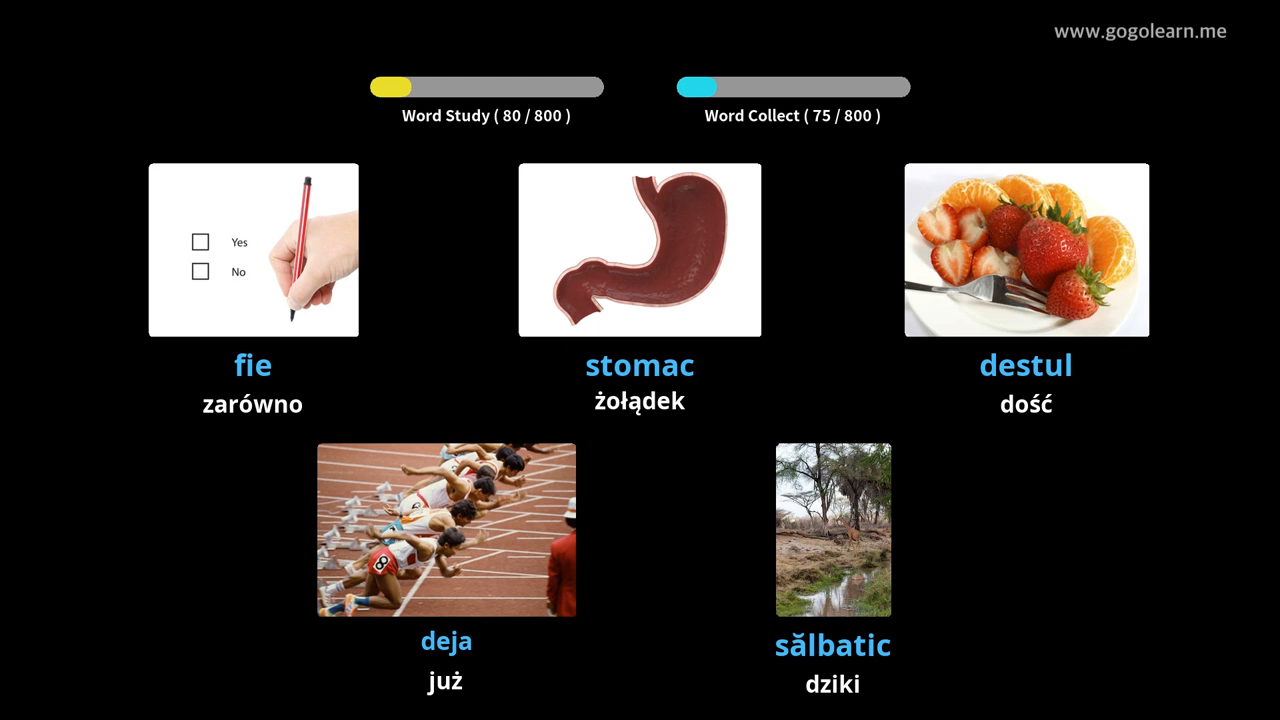 www.gogolearn.me
Word Study ( 80 / 800 )
Word Collect ( 75 / 800 )
Yes
No
fie
zarówno
stomac
żołądek
destul
dość
8
deja
już
sălbatic
dziki